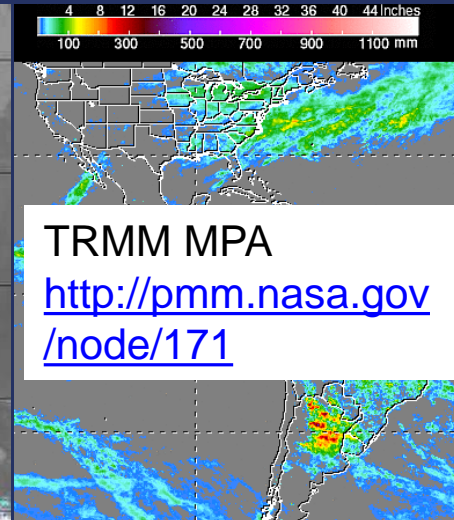 4 8 12 16 20 24 28 32 36 40 44 Inches
100 300 500 700 900 1100 mm
TRMM MPA
http://pmm.nasa.gov
/node/171